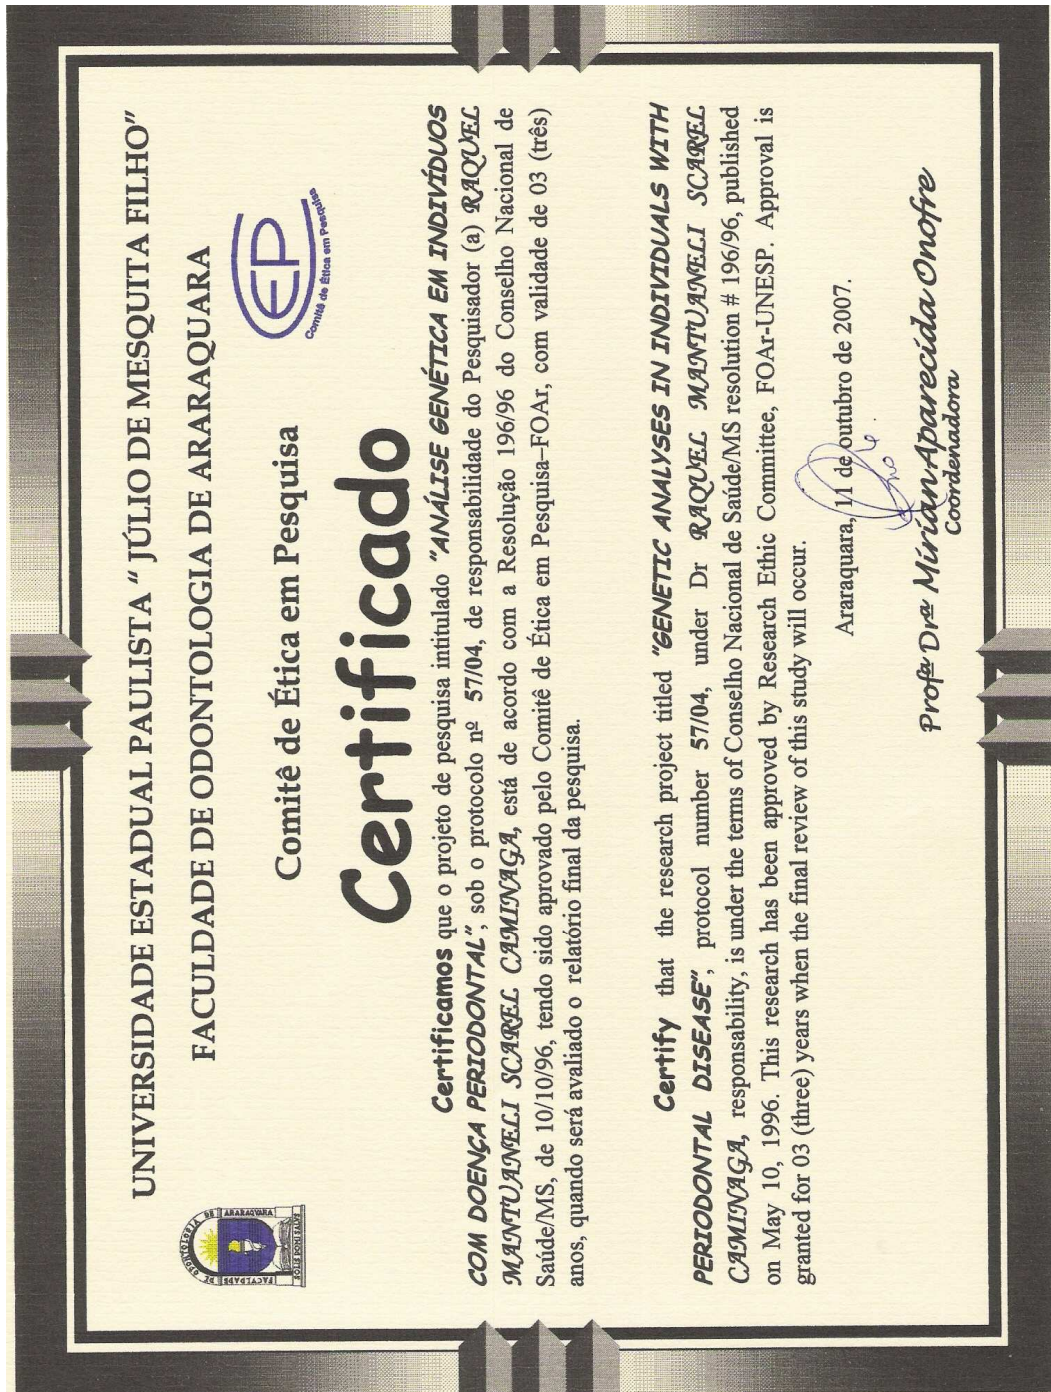 UNIVERSIDADE ESTADUAL PAULISTA “ JÚLIO DE MESQUITA FILHO”
FACULDADE DE ODONTOLOGIA DE ARARAQUARA
FACVLDADE DE ODONTOLOGIA DE ARARAQVARA
CEP
Comitê de Ética em Pesquisa
Comitê de Ética em Pesquisa
Certificado
Certificamos que o projeto de pesquisa intitulado "ANÁLISE GENÉTICA EM INDIVÍDUOS
COM DOENÇA PERIODONTAL", sob o protocolo nº 57/04, de responsabilidade do Pesquisador (a) RAQUEL
MANTUANELI SCAREL CAMINAGA, está de acordo com a Resolução 196/96 do Conselho Nacional de
Saúde/MS, de 10/10/96, tendo sido aprovado pelo Comitê de Ética em Pesquisa–FOAr, com validade de 03 (três)
anos, quando será avaliado o relatório final da pesquisa.
Certify that the research project titled "GENETIC ANALYSES IN INDIVIDUALS WITH
PERIODONTAL DISEASE", protocol number 57/04, under Dr RAQUEL MANTUANELI SCAREL
CAMINAGA, responsability, is under the terms of Conselho Nacional de Saúde/MS resolution # 196/96, published
on May 10, 1996. This research has been approved by Research Ethic Committee, FOAr-UNESP. Approval is
granted for 03 (three) years when the final review of this study will occur.
Araraquara, 11 de outubro de 2007.
Profª Drª Mírian Aparecida Onofre
Coordenadora